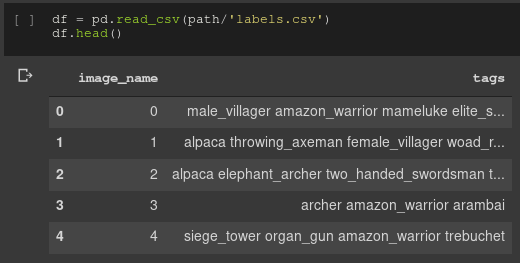 [ ] df = pd.read_csv(path/'labels.csv')
df.head()
image_name tags
0 0 male_villager amazon_warrior mameluke elite_s...
1 1 alpaca throwing_axeman female_villager woad_r...
2 2 alpaca elephant_archer two_handed_swordsman t...
3 3 archer amazon_warrior arambai
4 4 siege_tower organ_gun amazon_warrior trebuchet